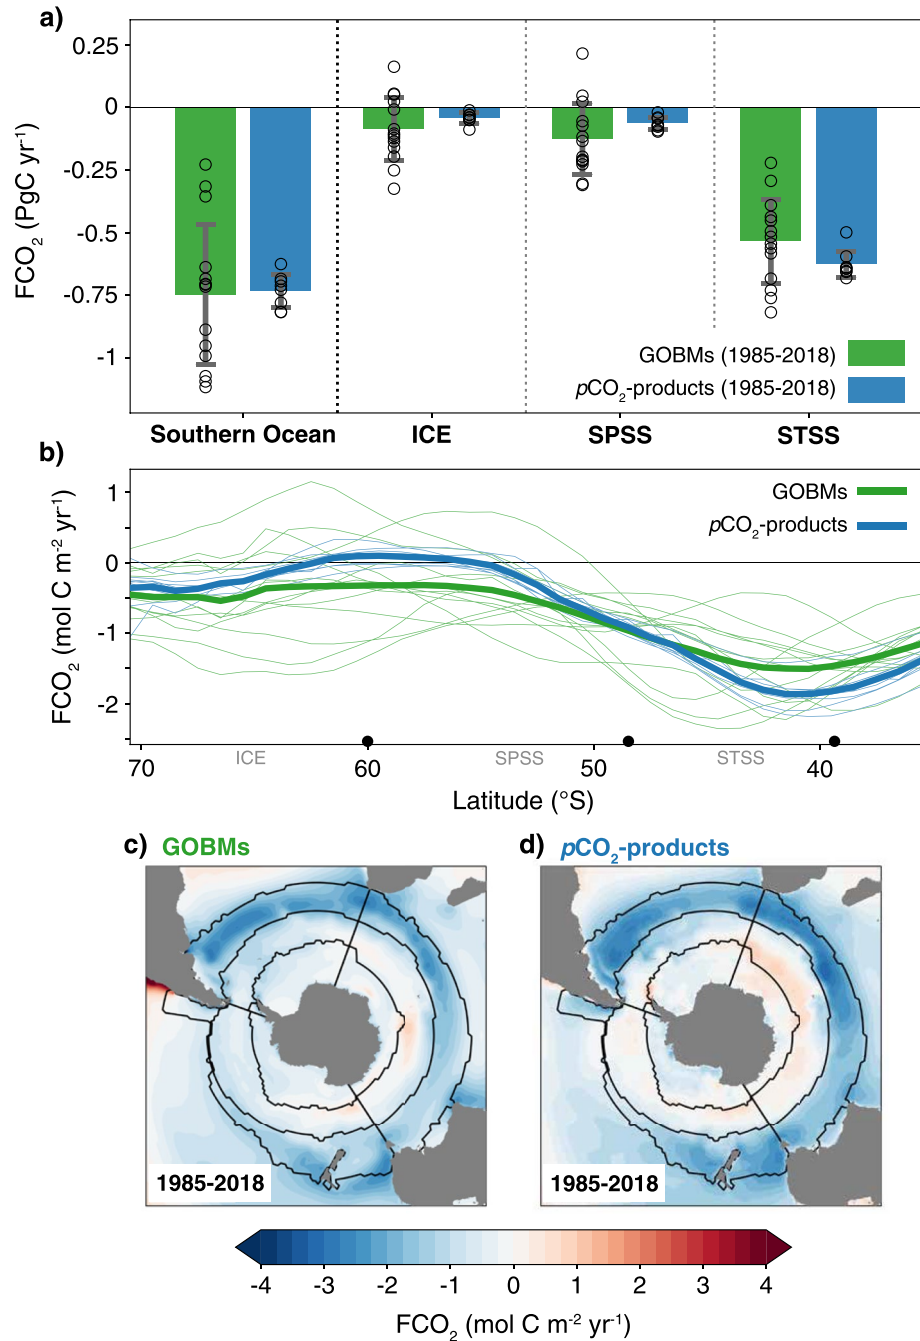 a)
0.25
0
-0.25
-0.5
-0.75
-1
FCO₂ (PgC yr⁻¹)
GOBMs (1985-2018)
pCO₂-products (1985-2018)
Southern Ocean ICE SPSS STSS
b)
1
0
-1
-2
FCO₂ (mol C m⁻² yr⁻¹)
GOBMs
pCO₂-products
ICE SPSS STSS
70 60 50 40
Latitude (°S)
c) GOBMs
d) pCO₂-products
1985-2018
1985-2018
-4 -3 -2 -1 0 1 2 3 4
FCO₂ (mol C m⁻² yr⁻¹)